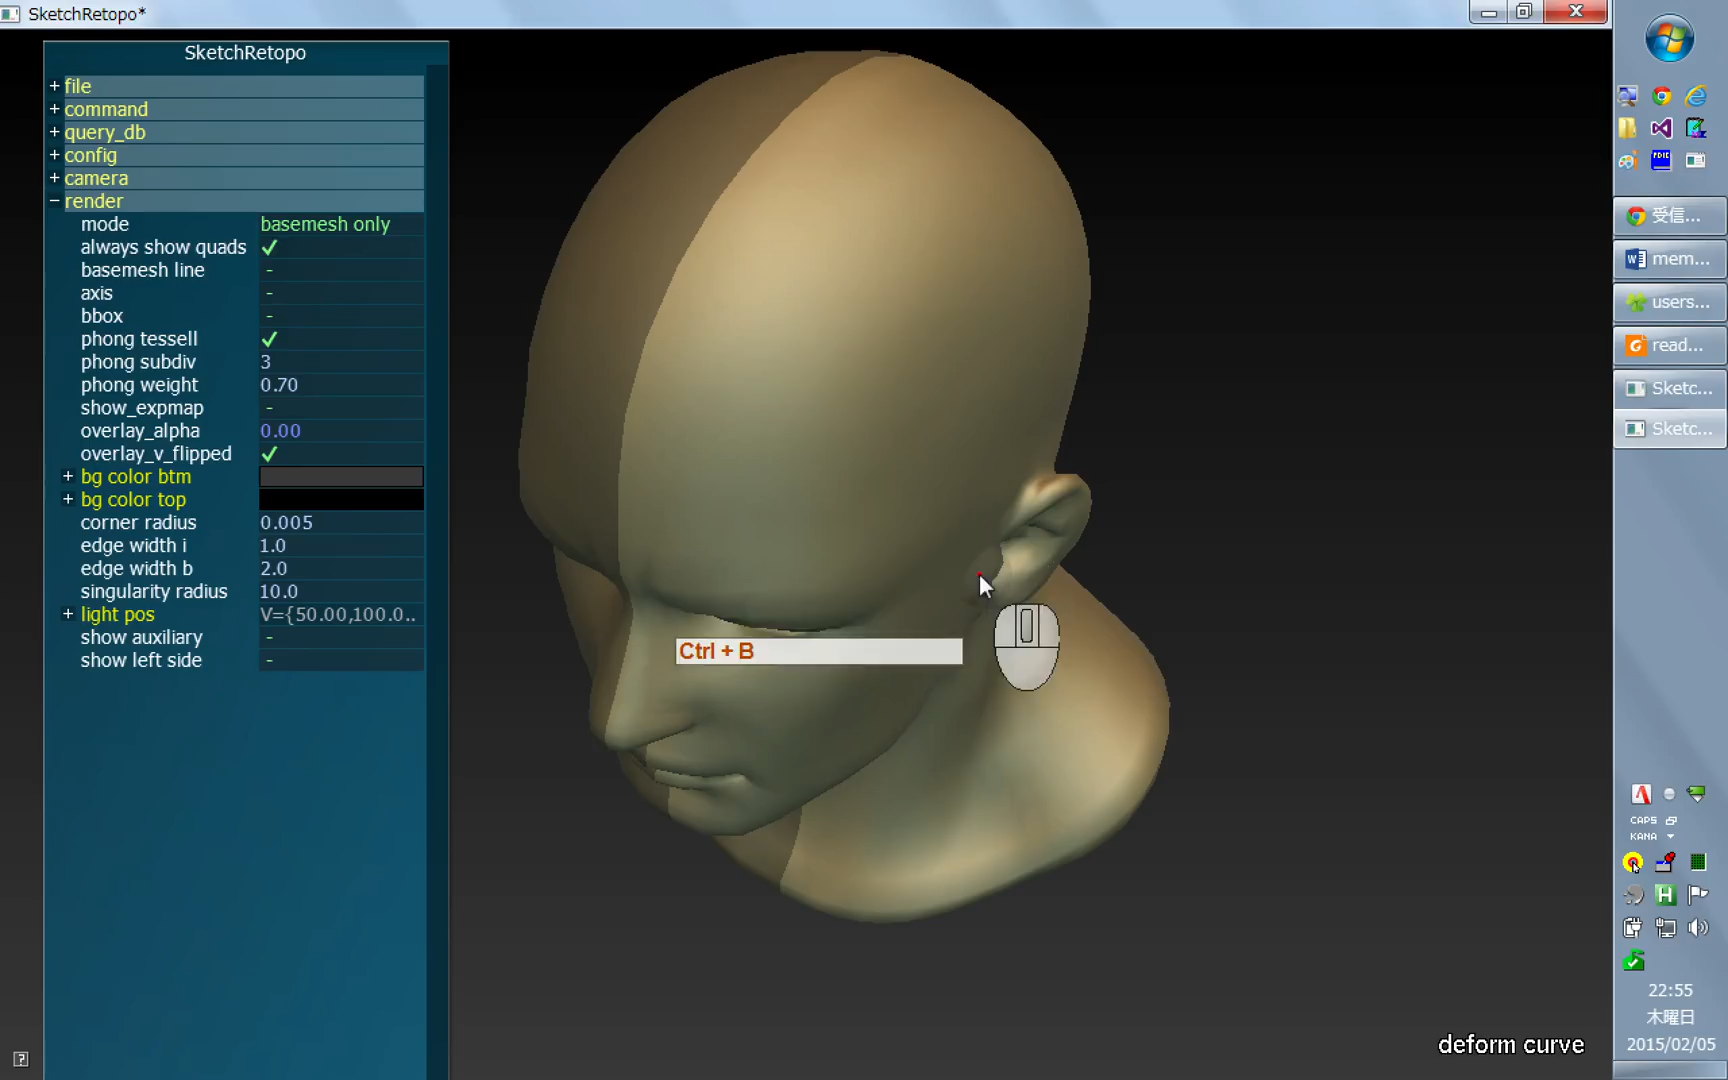 SketchRetopo*
SketchRetopo
+ file
+ command
+ query_db
+ config
+ camera
− render
mode basemesh only
always show quads ✓
basemesh line -
axis -
bbox -
phong tessell ✓
phong subdiv 3
phong weight 0.70
show_expmap -
overlay_alpha 0.00
overlay_v_flipped ✓
+ bg color btm
+ bg color top
corner radius 0.005
edge width i 1.0
edge width b 2.0
singularity radius 10.0
+ light pos V={50.00,100.0..
show auxiliary -
show left side -
Ctrl + B
deform curve
?
受信...
mem...
users...
read...
Sketc...
Sketc...
CAPS
KANA
22:55
木曜日
2015/02/05